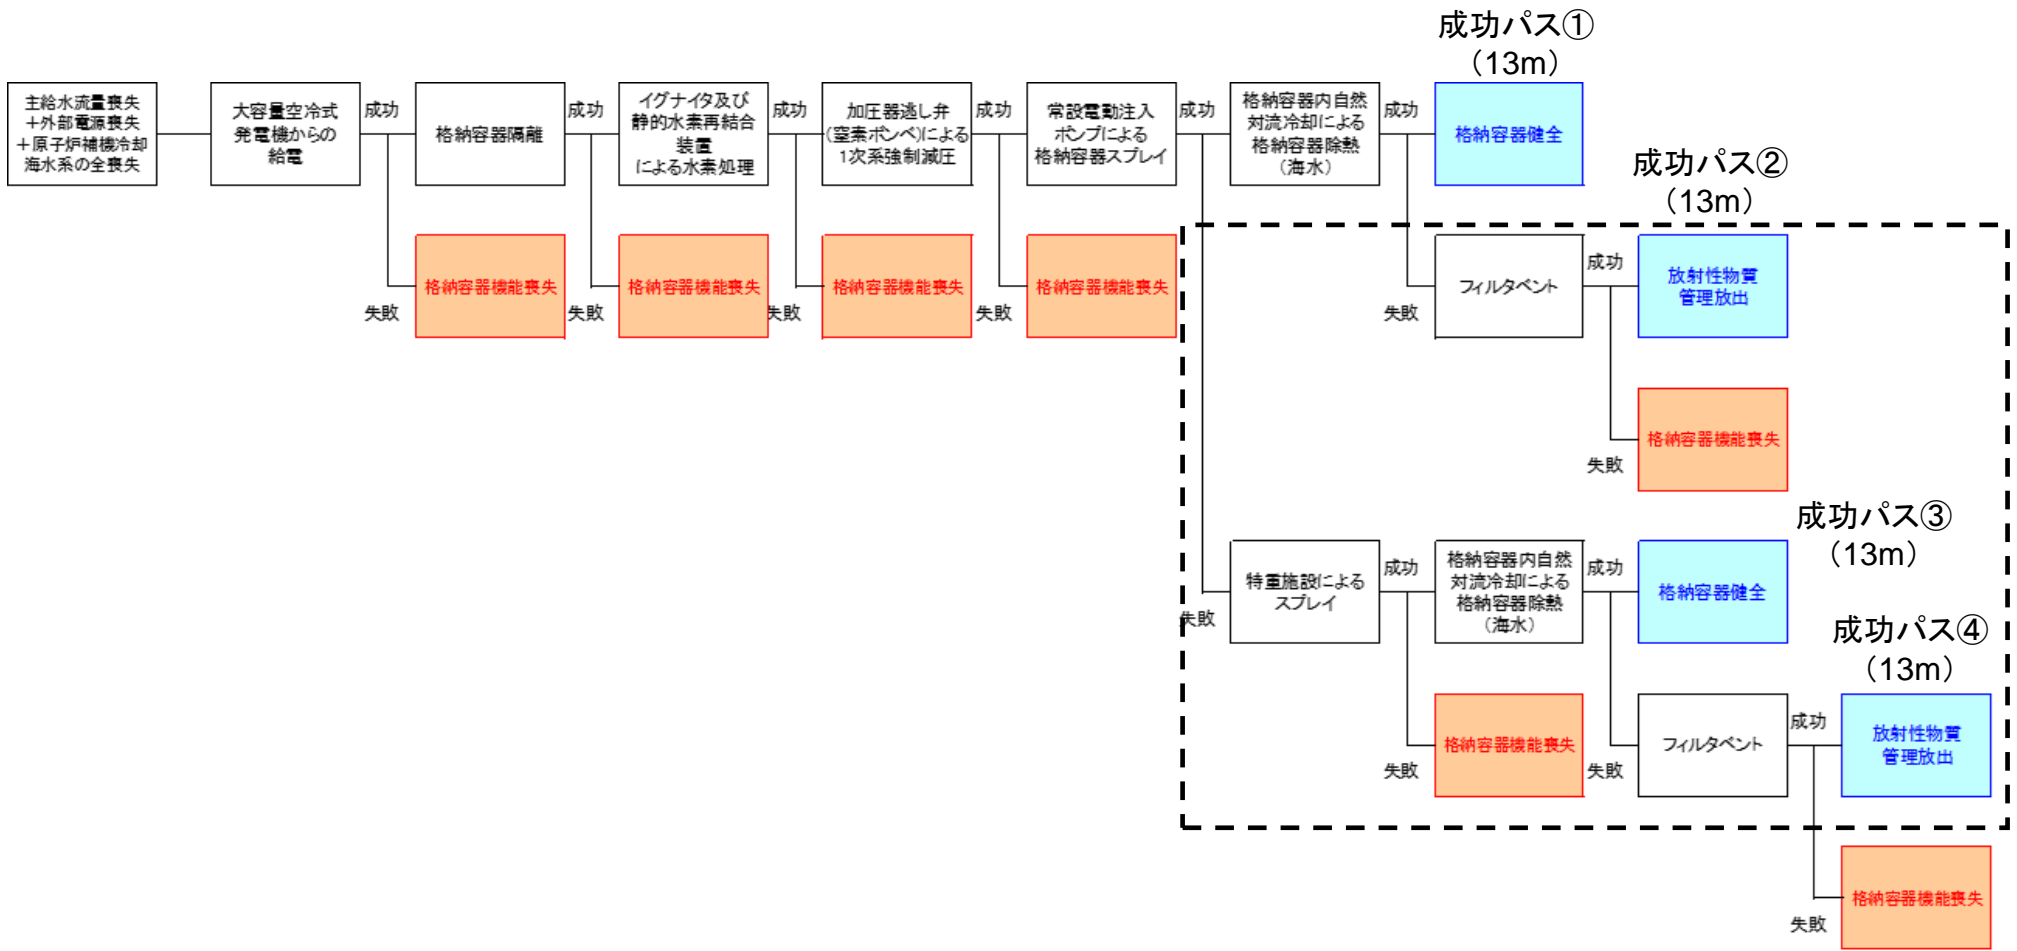 成功パス①
（13m）
主給水流量喪失
＋外部電源喪失
＋原子炉補機冷却
海水系の全喪失
大容量空冷式
発電機からの
給電
成功
格納容器隔離
成功
イグナイタ及び
静的水素再結合
装置
による水素処理
成功
加圧器逃し弁
（窒素ボンベ）による
1次系強制減圧
成功
常設電動注入
ポンプによる
格納容器スプレイ
成功
格納容器内自然
対流冷却による
格納容器除熱
（海水）
成功
格納容器健全
成功パス②
（13m）
失敗
格納容器機能喪失
失敗
格納容器機能喪失
失敗
格納容器機能喪失
失敗
格納容器機能喪失
失敗
フィルタベント
成功
放射性物質
管理放出
失敗
格納容器機能喪失
成功パス③
（13m）
失敗
特重施設による
スプレイ
成功
格納容器内自然
対流冷却による
格納容器除熱
（海水）
成功
格納容器健全
成功パス④
（13m）
失敗
格納容器機能喪失
失敗
フィルタベント
成功
放射性物質
管理放出
失敗
格納容器機能喪失